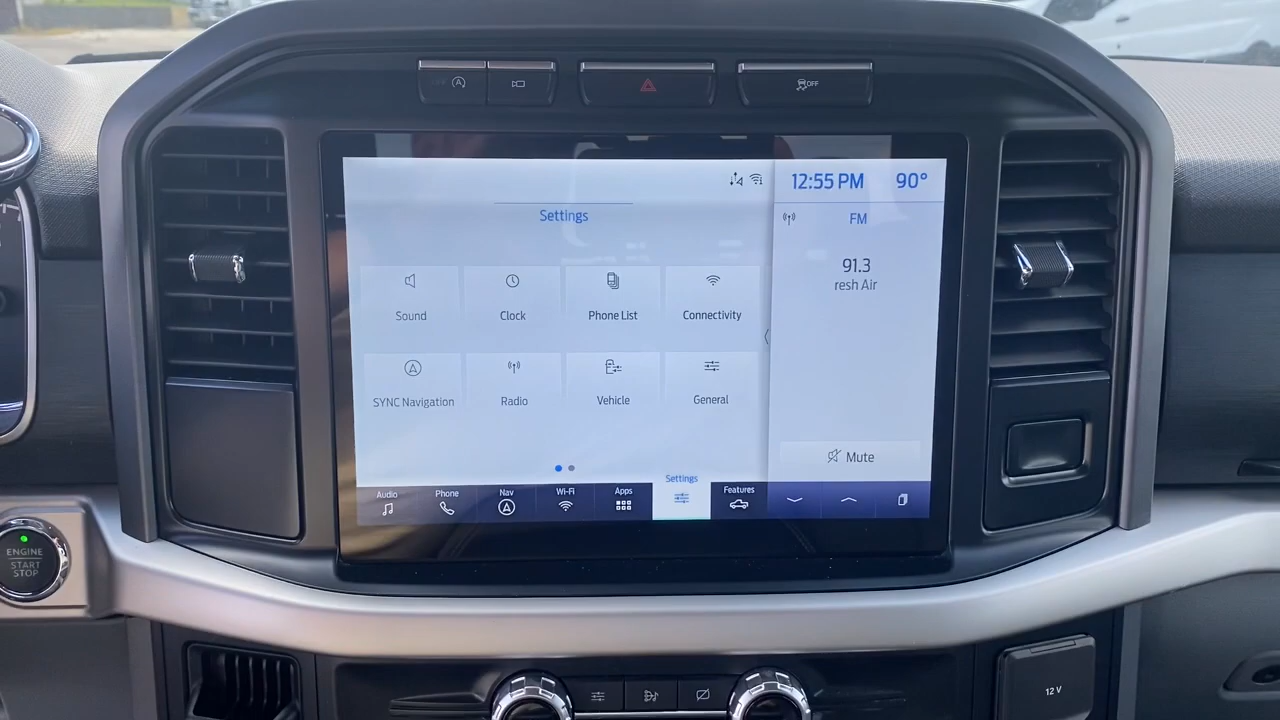 OFF
12:55 PM 90°
Settings
FM
91.3
resh Air
Sound Clock Phone List Connectivity
SYNC Navigation Radio Vehicle General
Mute
Audio Phone Nav Wi-Fi Apps Settings Features
ENGINE
START
STOP
12 V